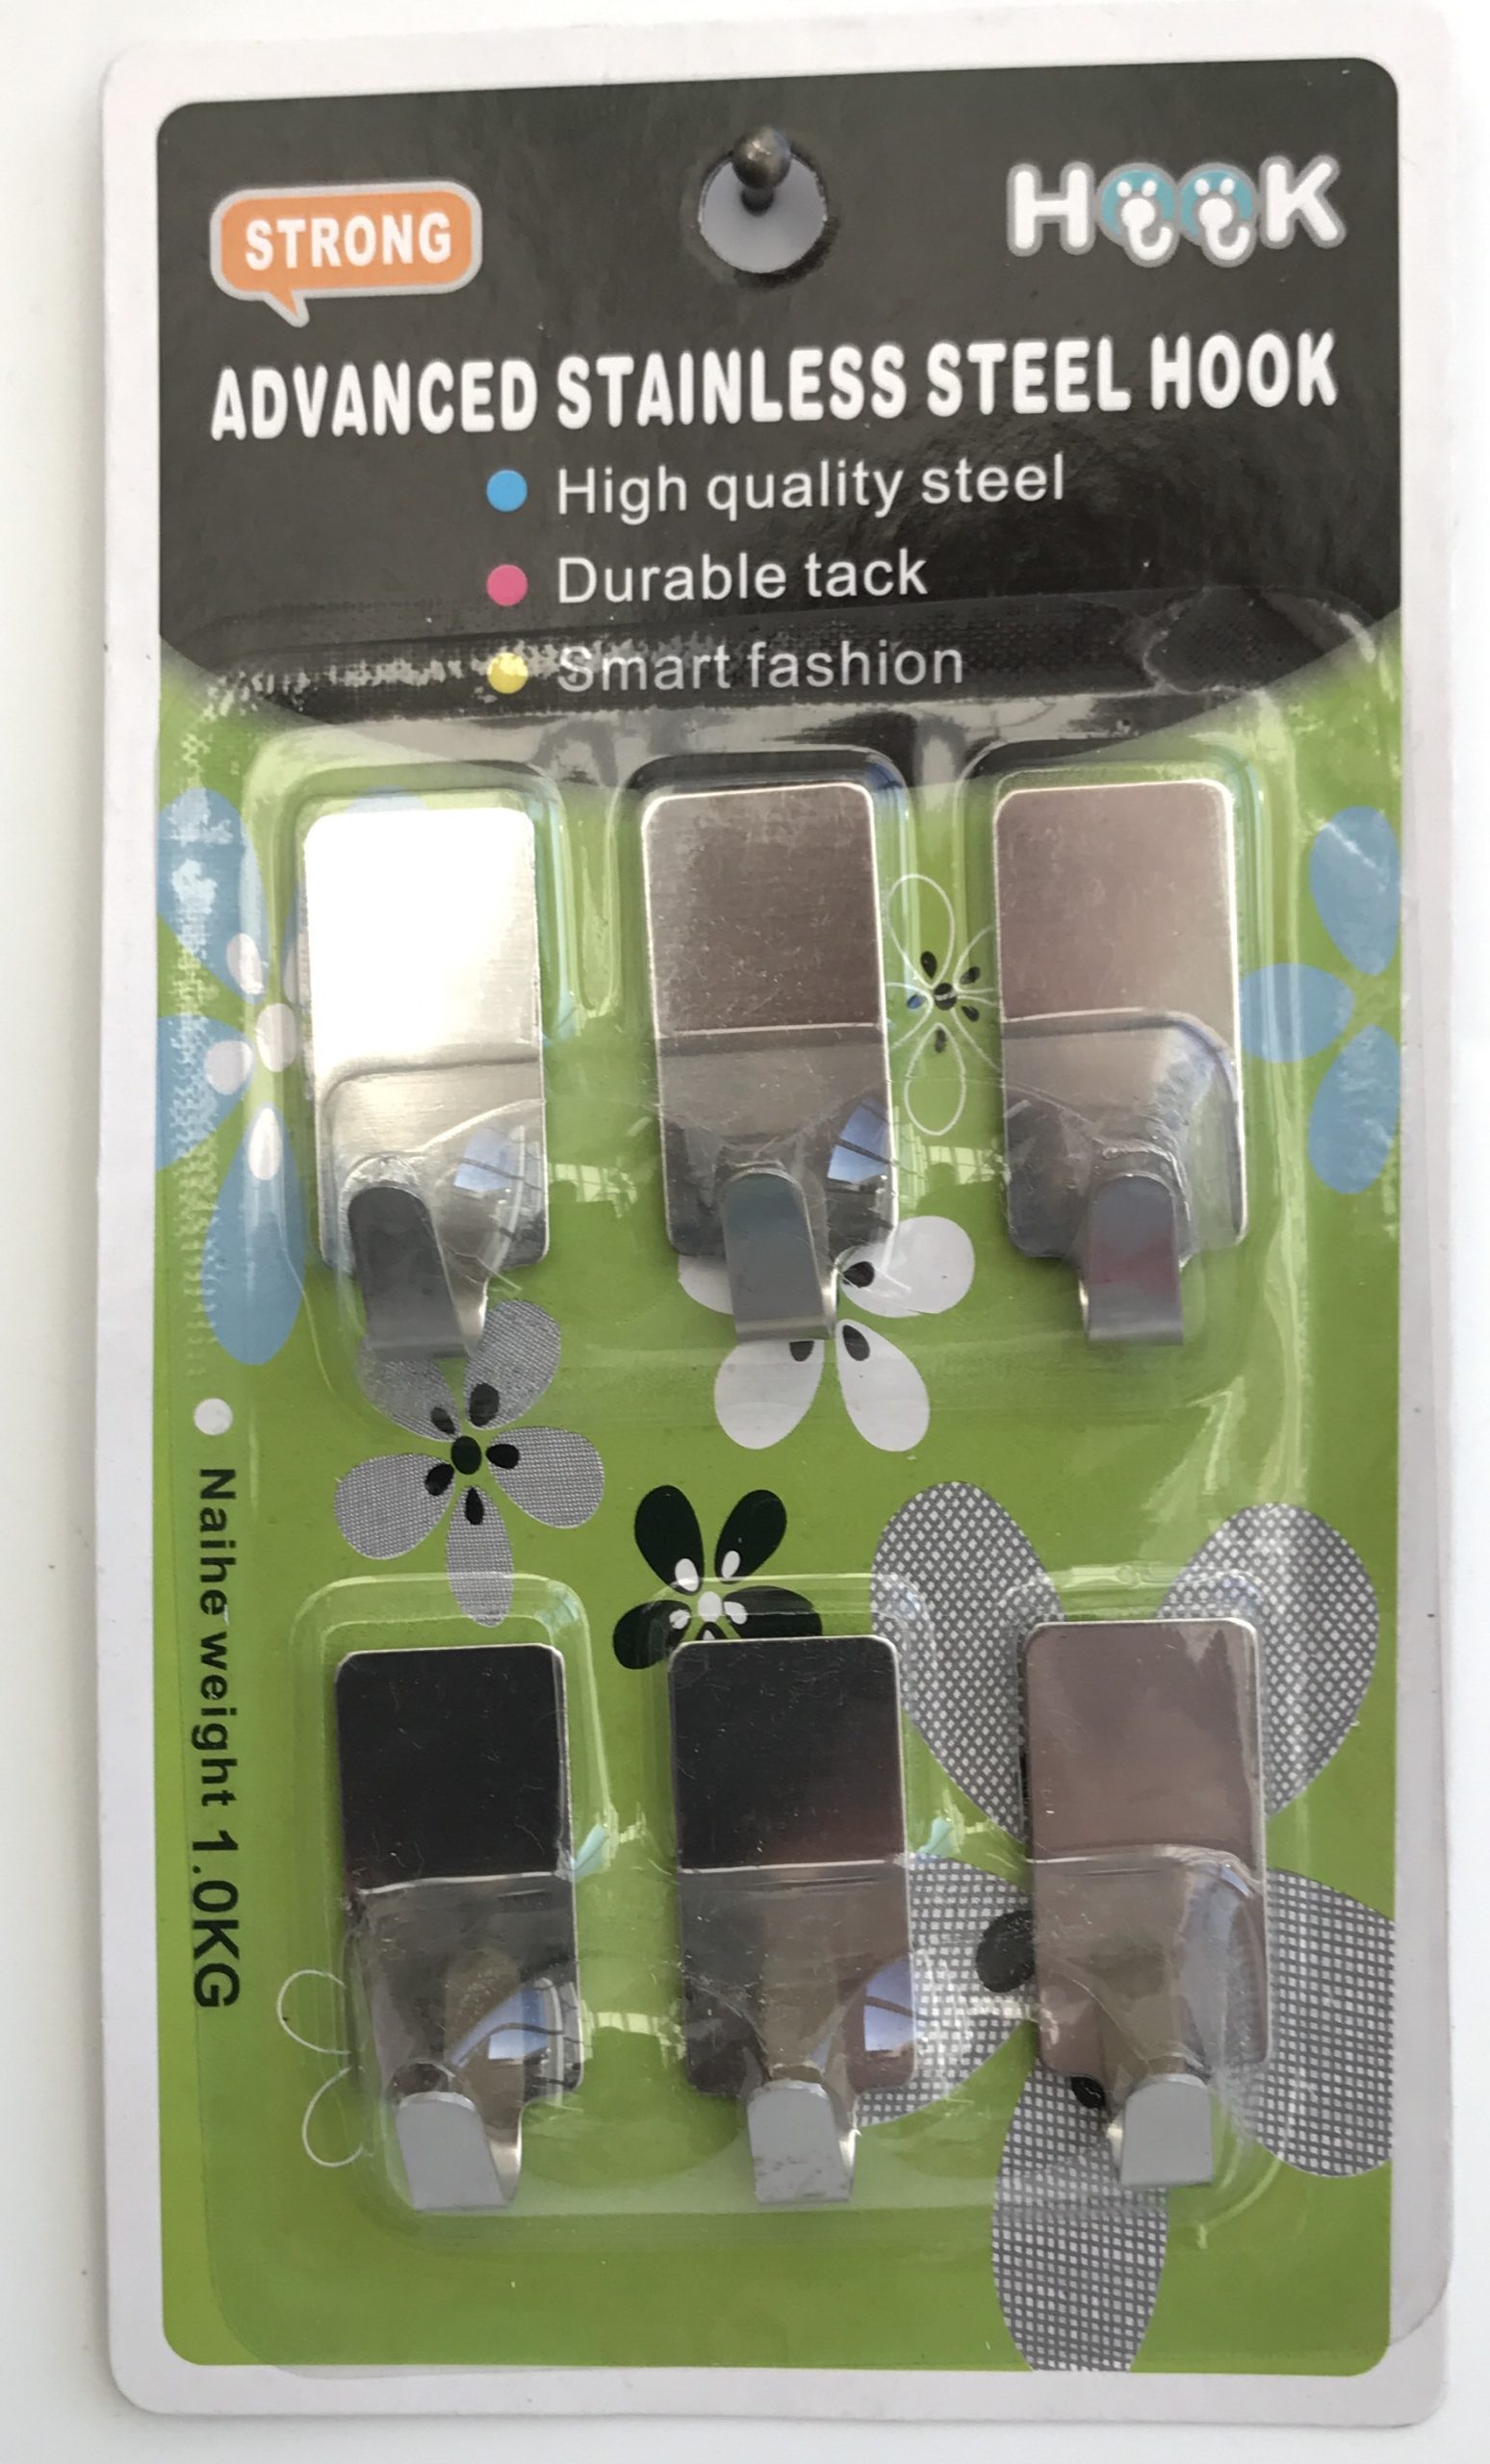 STRONG
HOOK
ADVANCED STAINLESS STEEL HOOK
High quality steel
Durable tack
Smart fashion
Naihe weight 1.0KG